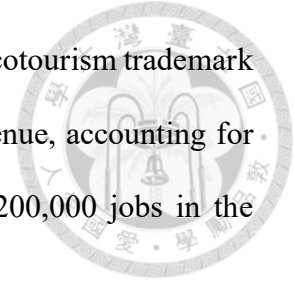 cotourism trademark
enue, accounting for
200,000 jobs in the